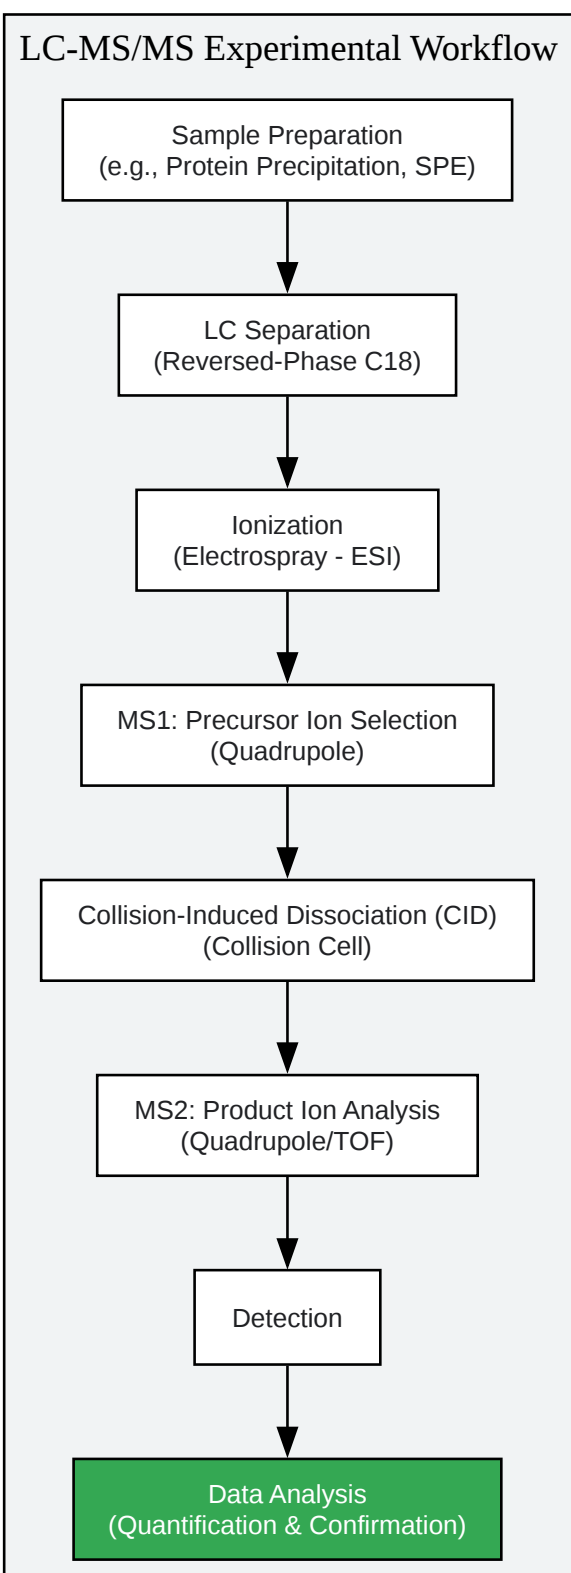 LC-MS/MS Experimental Workflow
Sample Preparation
(e.g., Protein Precipitation, SPE)
LC Separation
(Reversed-Phase C18)
Ionization
(Electrospray - ESI)
MS1: Precursor Ion Selection
(Quadrupole)
Collision-Induced Dissociation (CID)
(Collision Cell)
MS2: Product Ion Analysis
(Quadrupole/TOF)
Detection
Data Analysis
(Quantification & Confirmation)